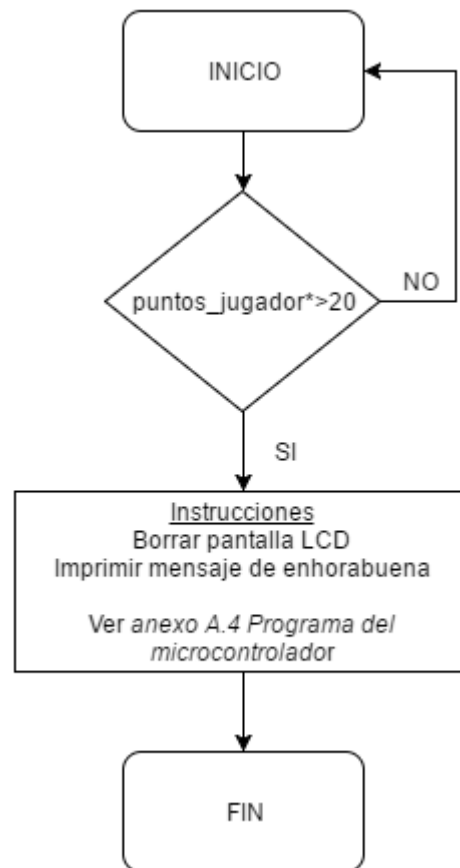 INICIO
puntos_jugador*>20
NO
SI
Instrucciones
Borrar pantalla LCD
Imprimir mensaje de enhorabuena
Ver anexo A.4 Programa del
microcontrolador
FIN